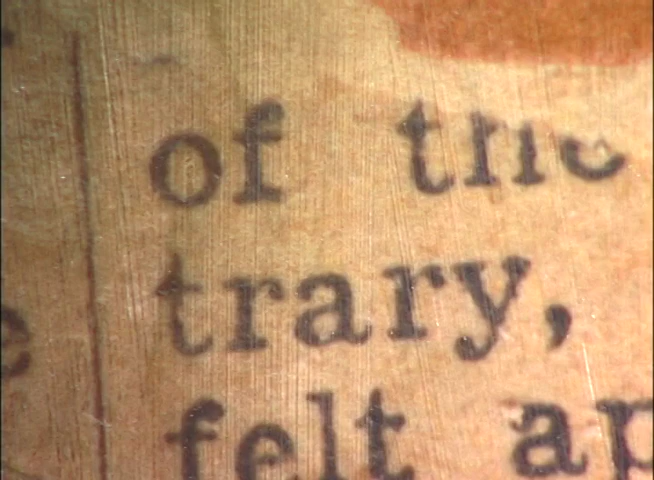 of the
trary,
felt ap